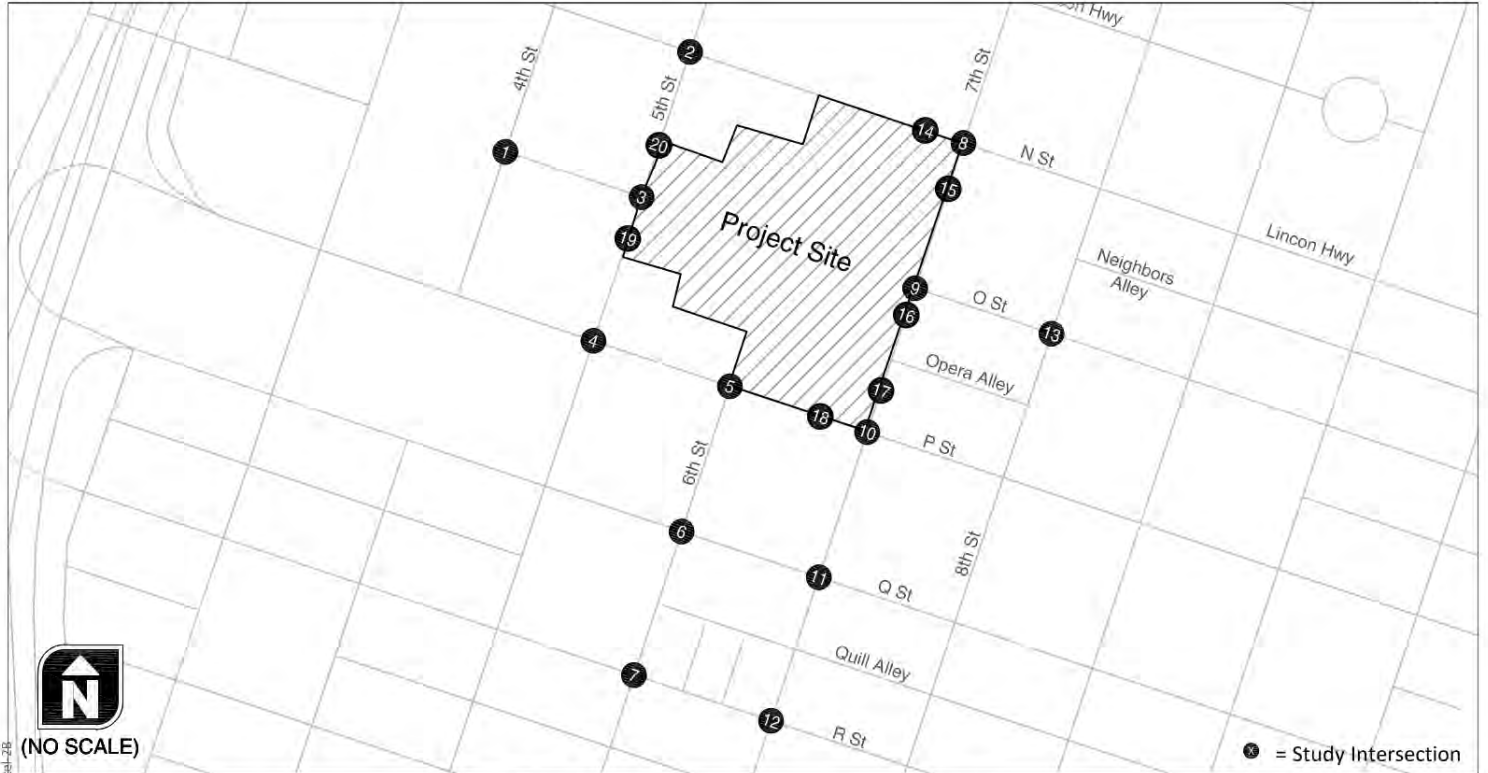 on Hwy
2
4th St
5th St
7th St
14
8
20
1
N St
15
3
Project Site
19
Lincon Hwy
Neighbors
Alley
9
O St
16
13
4
Opera Alley
5
17
18
10
P St
6th St
6
8th St
11
Q St
Quill Alley
7
12
R St
N
(NO SCALE)
X = Study Intersection